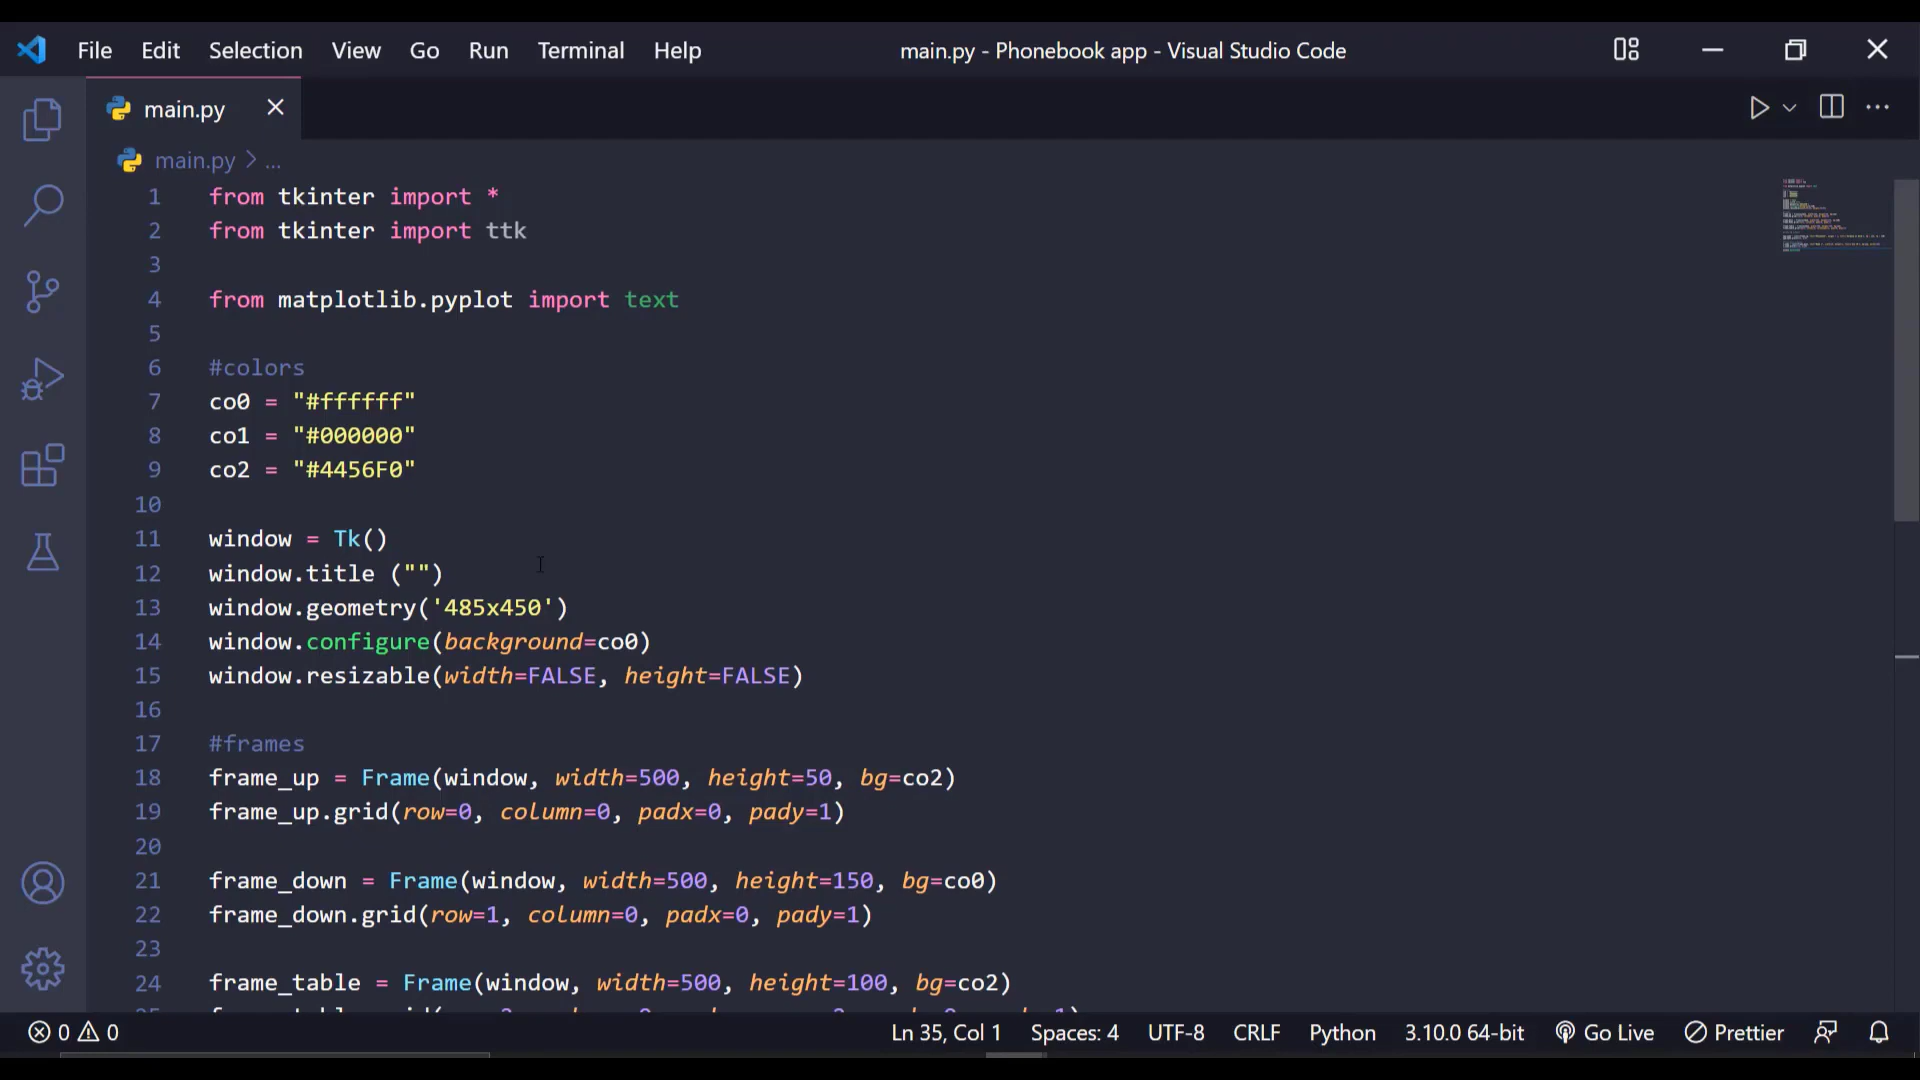 File Edit Selection View Go Run Terminal Help main.py - Phonebook app - Visual Studio Code
main.py
main.py > ...
1 from tkinter import *
2 from tkinter import ttk
3
4 from matplotlib.pyplot import text
5
6 #colors
7 co0 = "#ffffff"
8 co1 = "#000000"
9 co2 = "#4456F0"
10
11 window = Tk()
12 window.title ("")
13 window.geometry('485x450')
14 window.configure(background=co0)
15 window.resizable(width=FALSE, height=FALSE)
16
17 #frames
18 frame_up = Frame(window, width=500, height=50, bg=co2)
19 frame_up.grid(row=0, column=0, padx=0, pady=1)
20
21 frame_down = Frame(window, width=500, height=150, bg=co0)
22 frame_down.grid(row=1, column=0, padx=0, pady=1)
23
24 frame_table = Frame(window, width=500, height=100, bg=co2)
0 0 Ln 35, Col 1 Spaces: 4 UTF-8 CRLF Python 3.10.0 64-bit Go Live Prettier